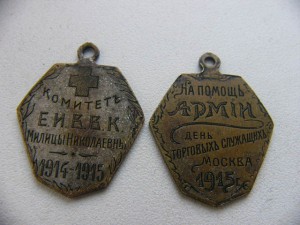 КОМИТЕТЪ
Е.И.В.В.К.
МИЛИЦЫ НИКОЛАЕВНЫ
1914-1915
НА ПОМОЩЬ
АРМІИ
ДЕНЬ
ТОРГОВЫХЪ СЛУЖАЩИХЪ
МОСКВА
1915 г.